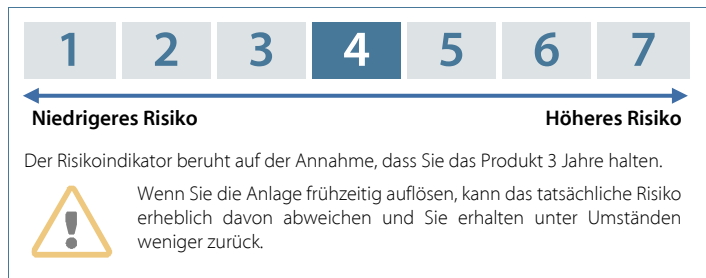 1 2 3 4 5 6 7
Niedrigeres Risiko Höheres Risiko
Der Risikoindikator beruht auf der Annahme, dass Sie das Produkt 3 Jahre halten.
Wenn Sie die Anlage frühzeitig auflösen, kann das tatsächliche Risiko
erheblich davon abweichen und Sie erhalten unter Umständen
weniger zurück.